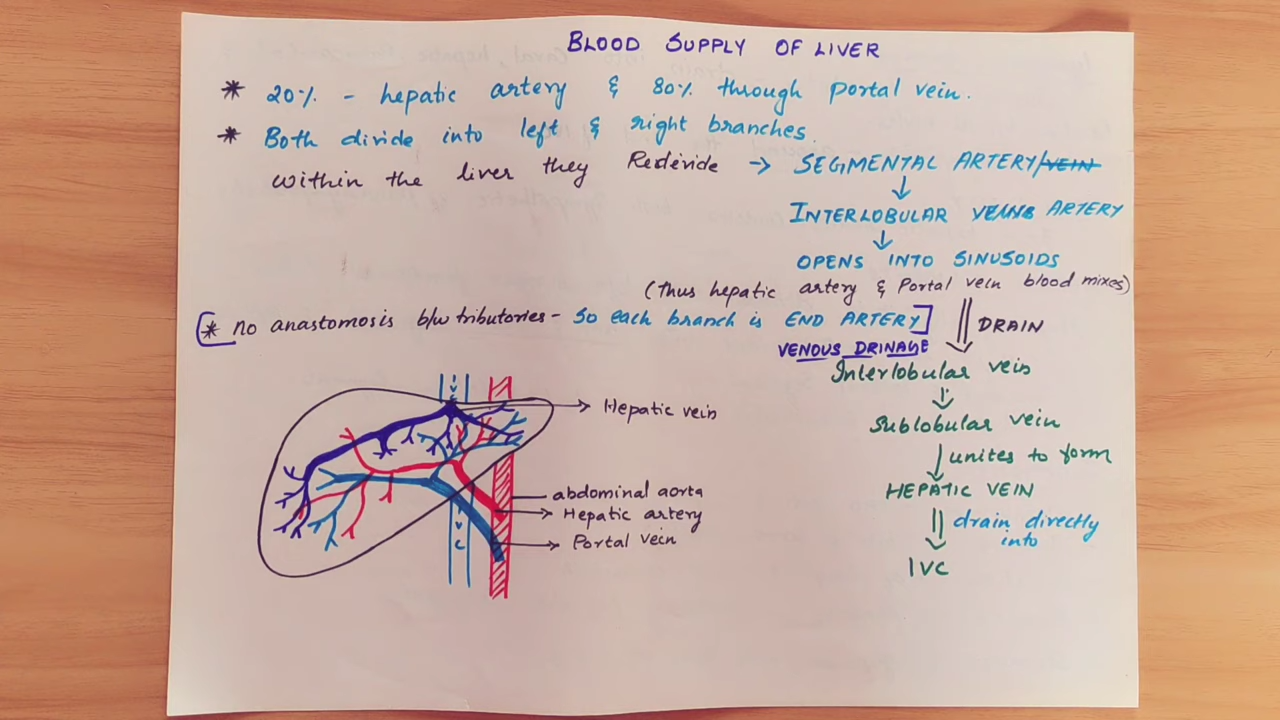 BLOOD SUPPLY OF LIVER
* 20% - hepatic artery & 80% through portal vein.
* Both divide into left & right branches.
Within the liver they Redivide → SEGMENTAL ARTERY/VEIN
↓
INTERLOBULAR VEINS ARTERY
↓
OPENS INTO SINUSOIDS
(Thus hepatic artery & Portal vein blood mixes)
[* no anastomosis b/w tributories - So each branch is END ARTERY]
DRAIN
VENOUS DRINAGE
Interlobular vein
Sublobular vein
unites to form
HEPATIC VEIN
drain directly
into
IVC
I
V
C
Hepatic vein
abdominal aorta
Hepatic artery
Portal vein